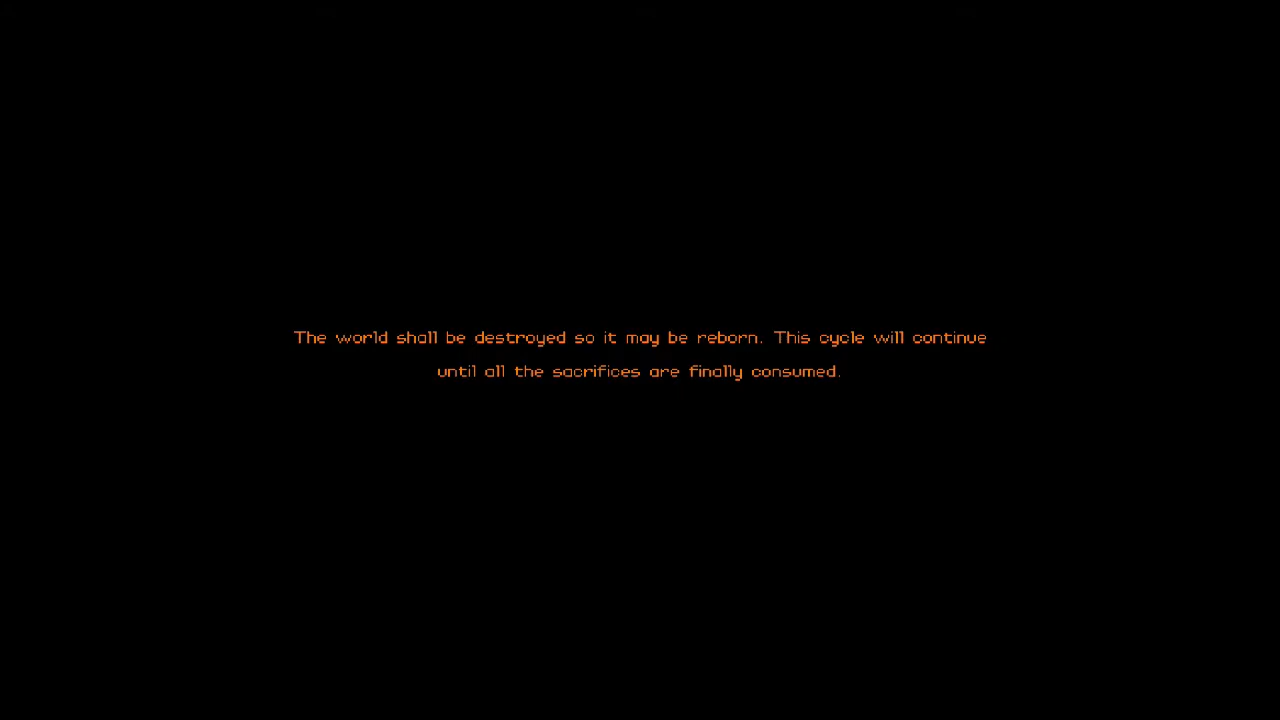 The world shall be destroyed so it may be reborn. This cycle will continue
until all the sacrifices are finally consumed.